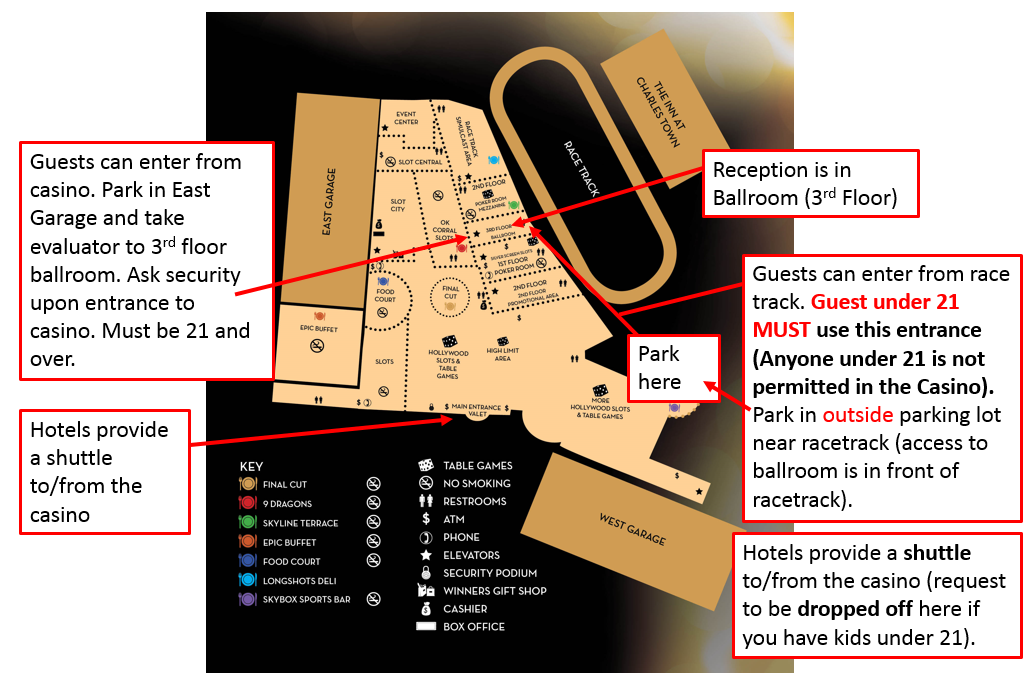 Guests can enter from
casino. Park in East
Garage and take
evaluator to 3rd floor
ballroom. Ask security
upon entrance to
casino. Must be 21 and
over.
Hotels provide
a shuttle
to/from the
casino
EAST GARAGE
EVENT
CENTER
RACE TRACK
SIMULCAST AREA
SLOT CENTRAL
SLOT
CITY
OK
CORRAL
SLOTS
2ND FLOOR
POKER ROOM
MEZZANINE
3RD FLOOR
BALLROOM
SILVER SCREEN SLOTS
1ST FLOOR
POKER ROOM
2ND FLOOR
2ND FLOOR
PROMOTIONAL AREA
FOOD
COURT
FINAL
CUT
EPIC BUFFET
SLOTS
HOLLYWOOD
SLOTS &
TABLE
GAMES
HIGH LIMIT
AREA
MORE
HOLLYWOOD SLOTS
& TABLE GAMES
$ MAIN ENTRANCE $
VALET
RACE TRACK
THE INN AT
CHARLES TOWN
WEST GARAGE
Reception is in
Ballroom (3rd Floor)
Guests can enter from race
track. Guest under 21
MUST use this entrance
(Anyone under 21 is not
permitted in the Casino).
Park in outside parking lot
near racetrack (access to
ballroom is in front of
racetrack).
Park
here
Hotels provide a shuttle
to/from the casino (request
to be dropped off here if
you have kids under 21).
KEY
FINAL CUT
9 DRAGONS
SKYLINE TERRACE
EPIC BUFFET
FOOD COURT
LONGSHOTS DELI
SKYBOX SPORTS BAR
TABLE GAMES
NO SMOKING
RESTROOMS
$ ATM
PHONE
ELEVATORS
SECURITY PODIUM
WINNERS GIFT SHOP
CASHIER
BOX OFFICE